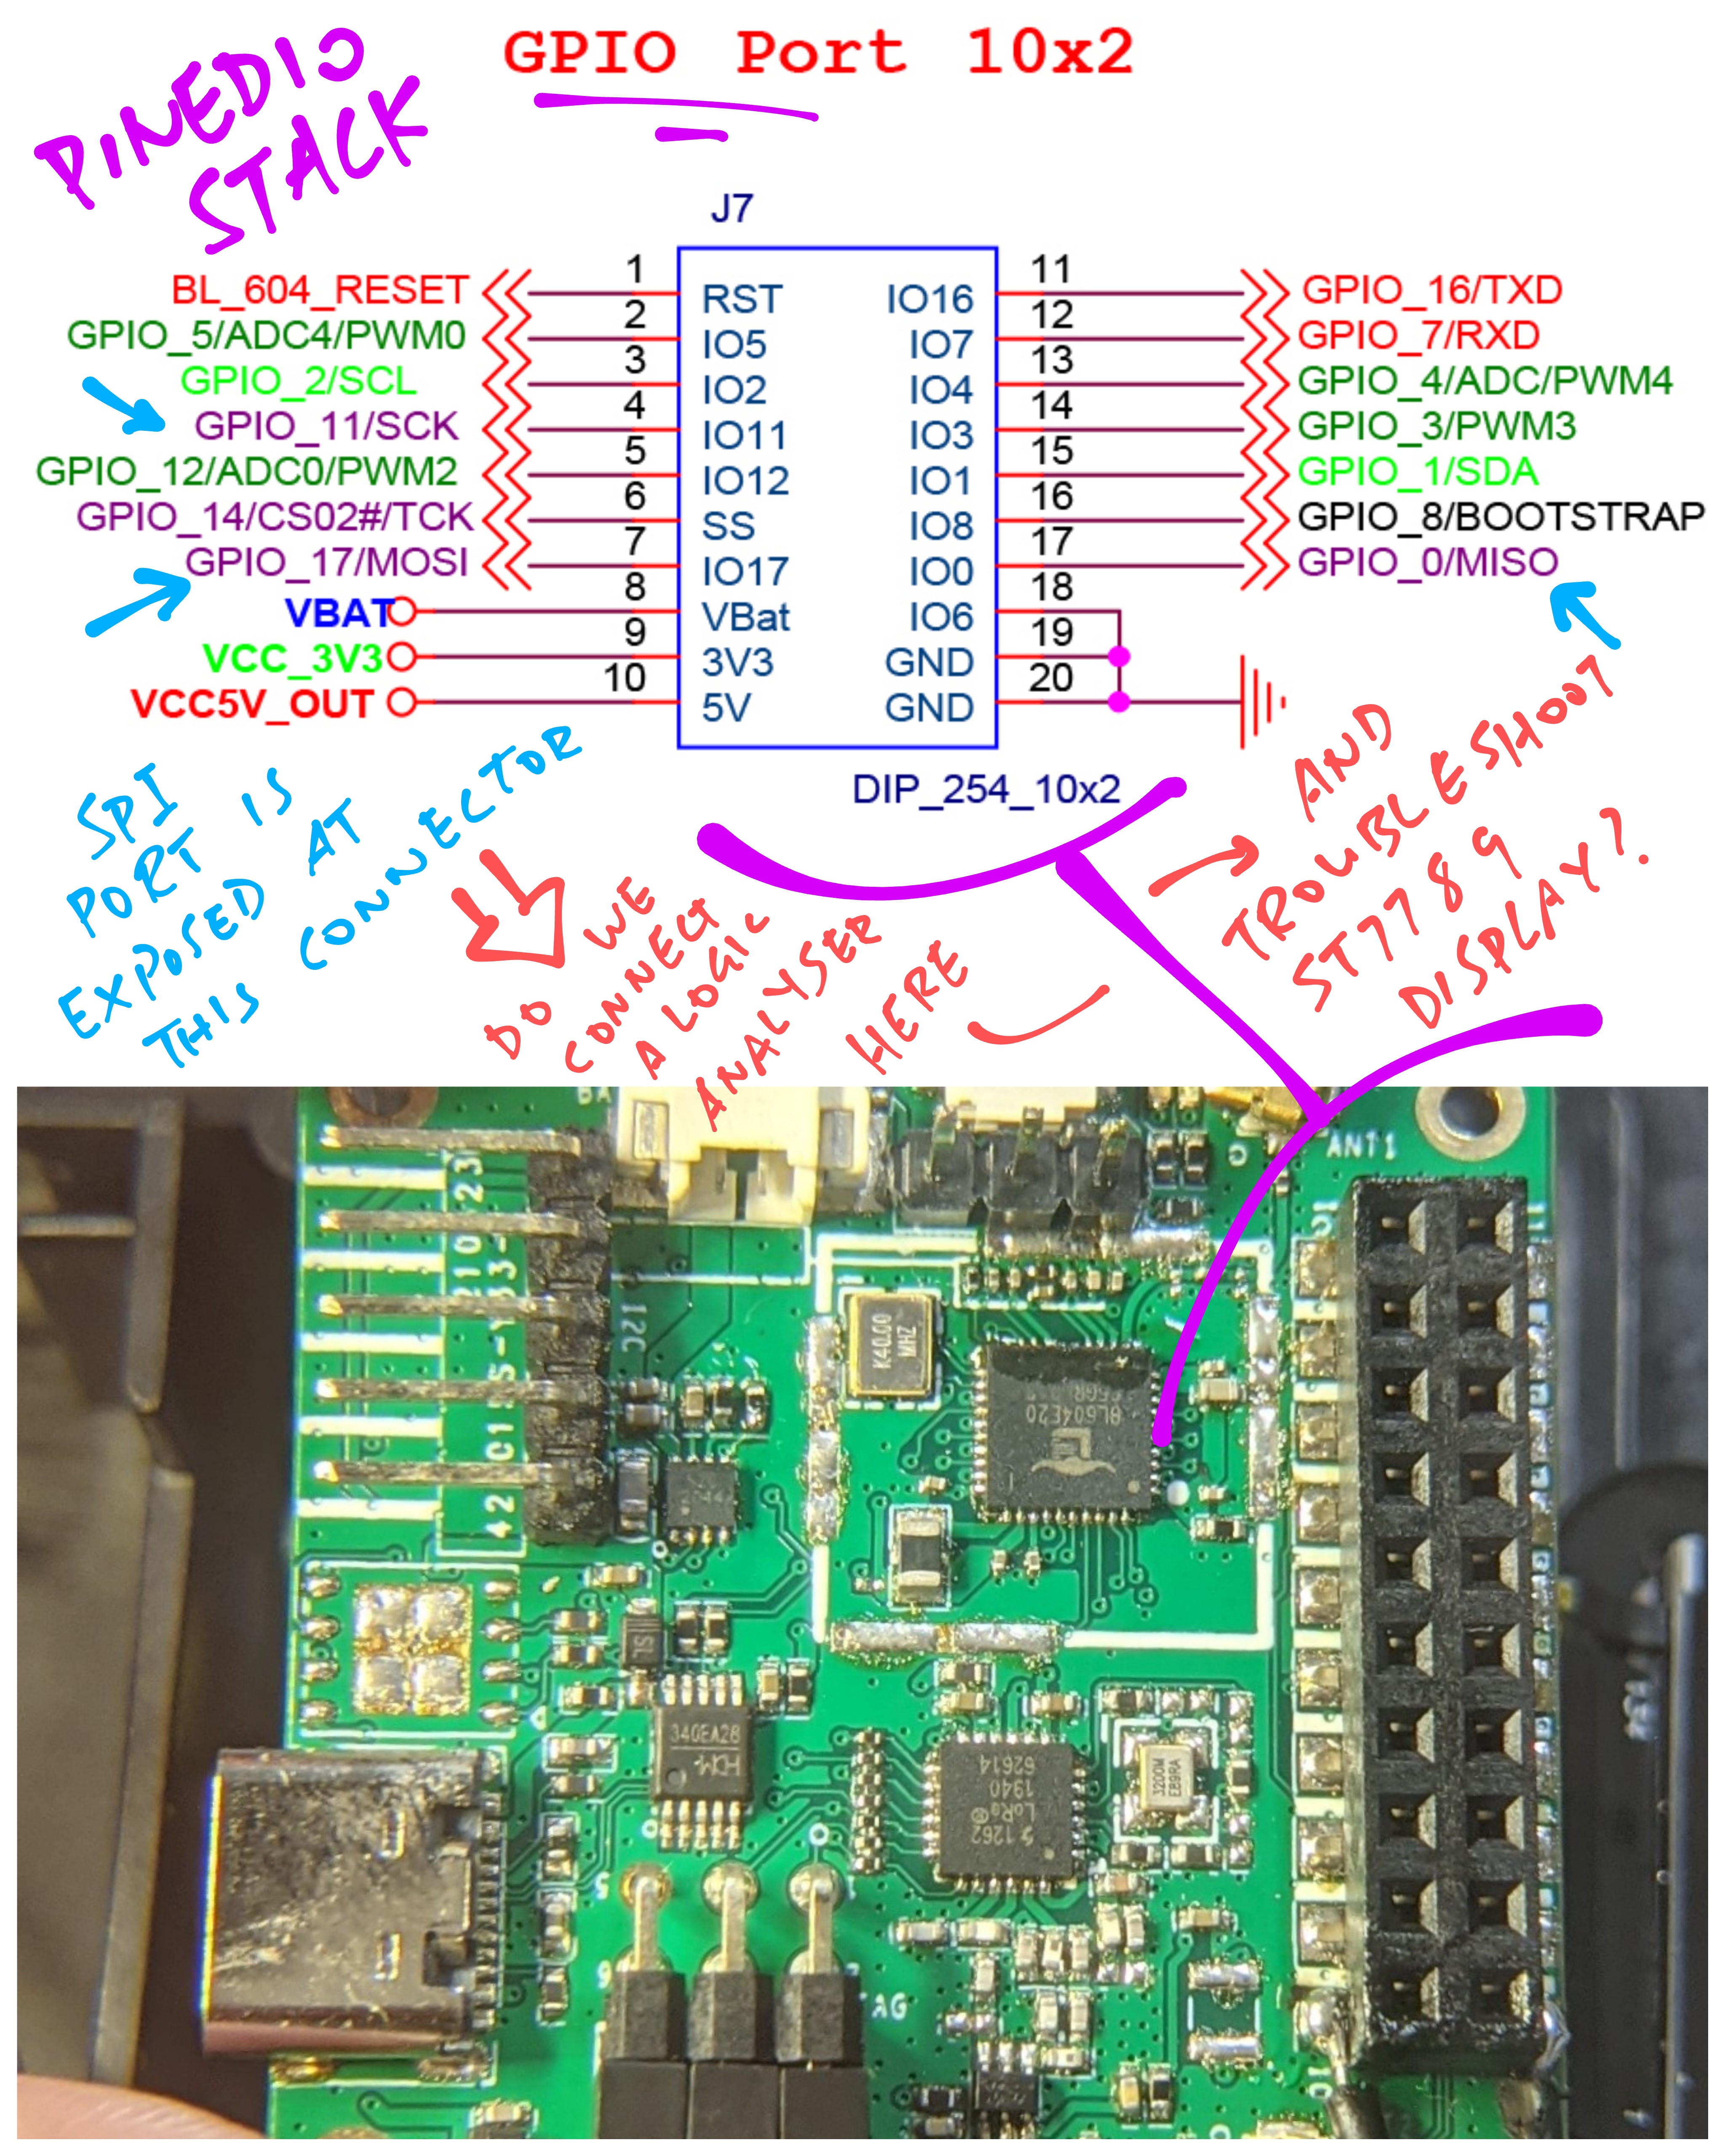 GPIO Port 10x2
PINEDIO
STACK
J7
BL_604_RESET 1 RST IO16 11 GPIO_16/TXD
GPIO_5/ADC4/PWM0 2 IO5 IO7 12 GPIO_7/RXD
GPIO_2/SCL 3 IO2 IO4 13 GPIO_4/ADC/PWM4
GPIO_11/SCK 4 IO11 IO3 14 GPIO_3/PWM3
GPIO_12/ADC0/PWM2 5 IO12 IO1 15 GPIO_1/SDA
GPIO_14/CS02#/TCK 6 SS IO8 16 GPIO_8/BOOTSTRAP
GPIO_17/MOSI 7 IO17 IO0 17 GPIO_0/MISO
VBAT 8 VBat IO6 18
VCC_3V3 9 3V3 GND 19
VCC5V_OUT 10 5V GND 20
DIP_254_10x2
SPI
PORT IS
EXPOSED AT
THIS CONNECTOR
DO WE
CONNECT
A LOGIC
ANALYSER
HERE
AND
TROUBLESHOOT
ST7789
DISPLAY?
ANT1
I2C
K40.00
MHZ
BL604E20
340EA28
62614
1940
LoRa®
1262
3200M
E89RA
AG